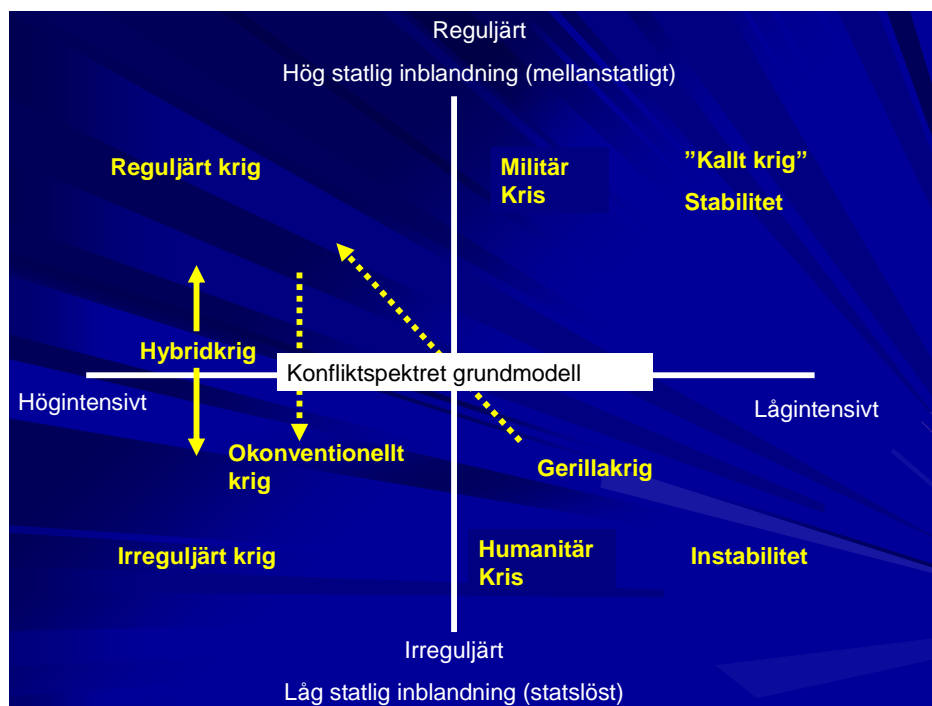 Reguljärt
Hög statlig inblandning (mellanstatligt)
Reguljärt krig
Militär
Kris
”Kallt krig”
Stabilitet
Hybridkrig
Konfliktspektret grundmodell
Högintensivt
Lågintensivt
Okonventionellt
krig
Gerillakrig
Irreguljärt krig
Humanitär
Kris
Instabilitet
Irreguljärt
Låg statlig inblandning (statslöst)